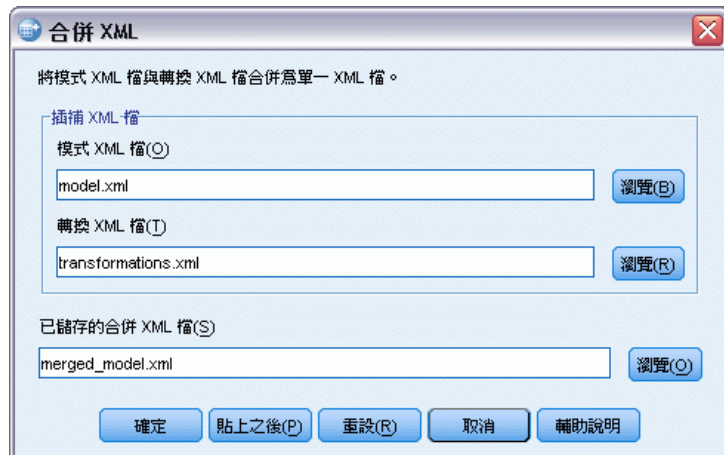 合併 XML
將模式 XML 檔與轉換 XML 檔合併為單一 XML 檔。
插補 XML 檔
模式 XML 檔(O)
model.xml
瀏覽(B)
轉換 XML 檔(T)
transformations.xml
瀏覽(R)
已儲存的合併 XML 檔(S)
merged_model.xml
瀏覽(O)
確定 貼上之後(P) 重設(R) 取消 輔助說明